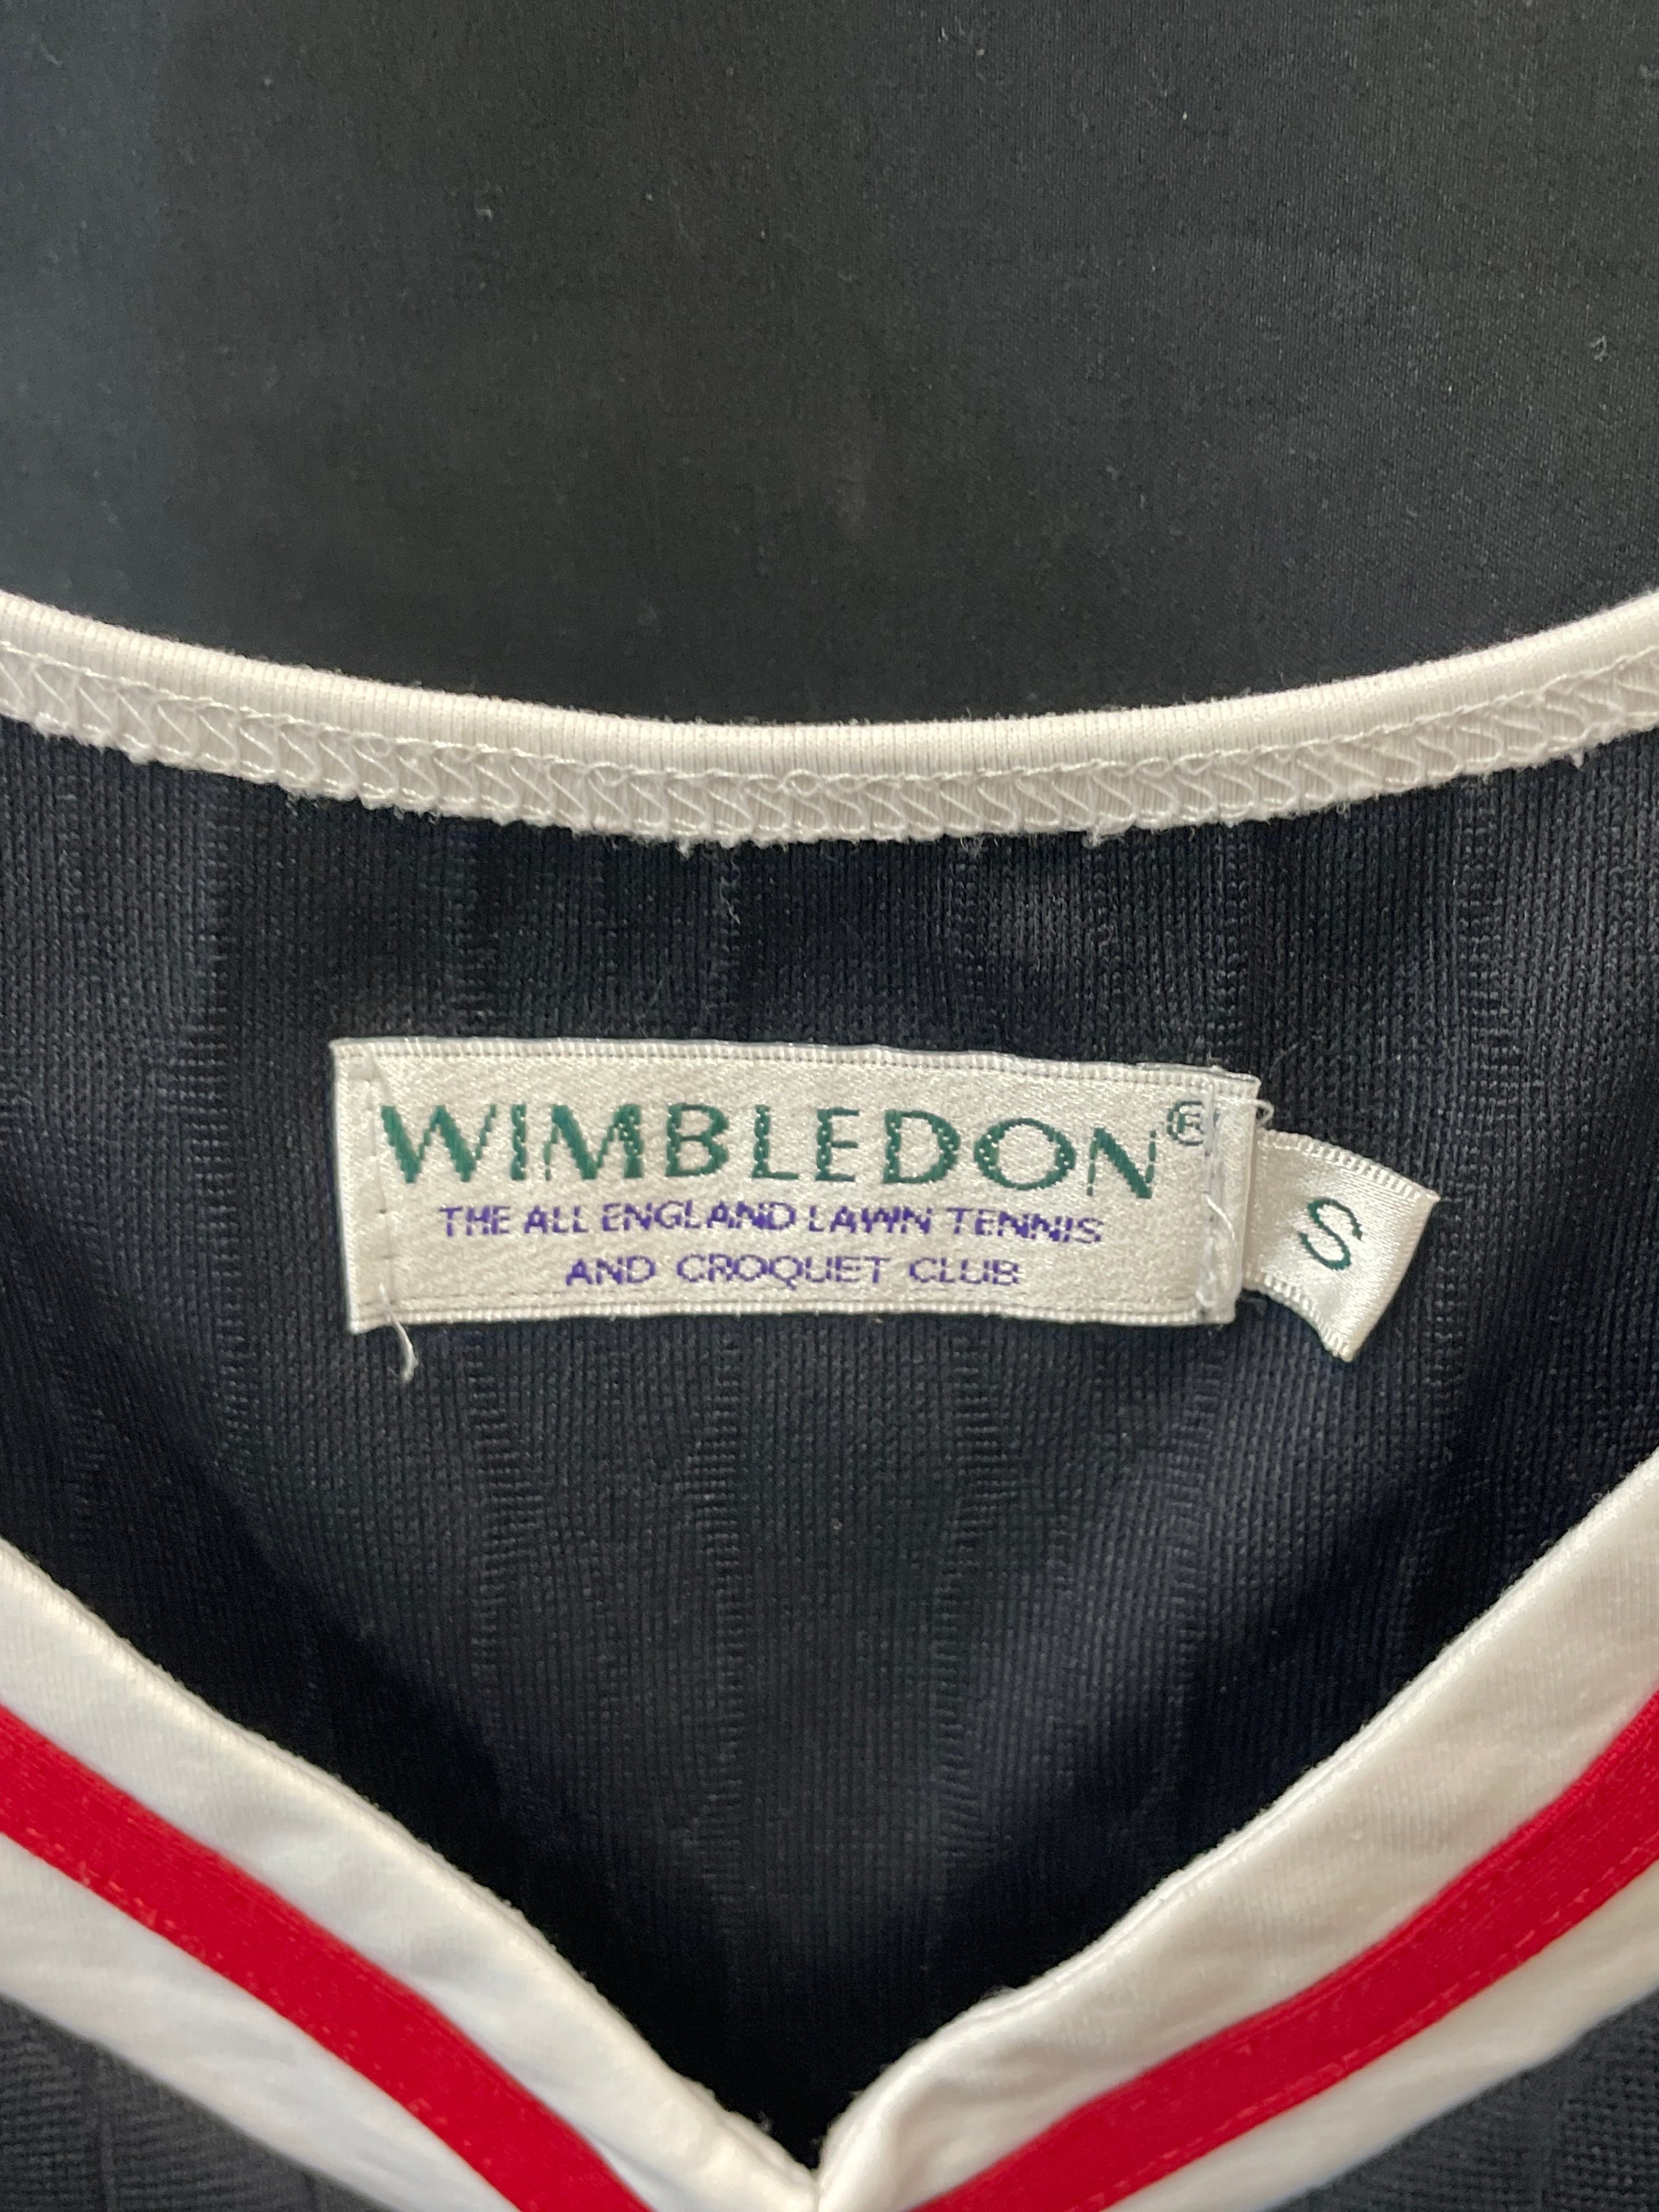 WIMBLEDON®
THE ALL ENGLAND LAWN TENNIS
AND CROQUET CLUB
S